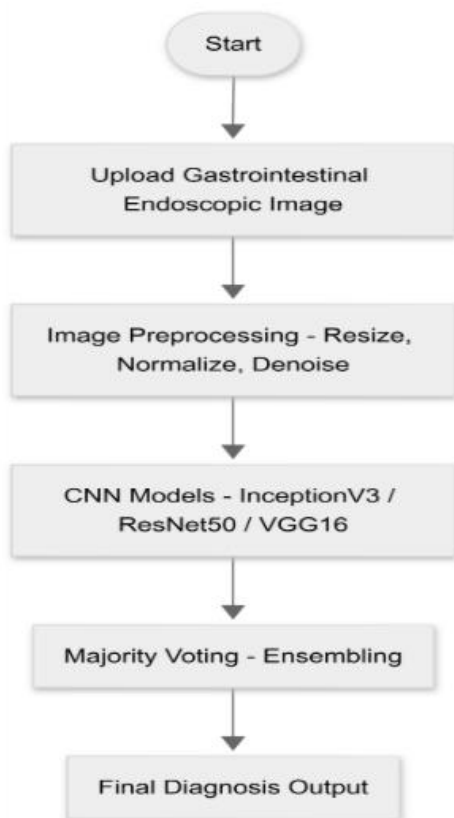 Start
Upload Gastrointestinal
Endoscopic Image
Image Preprocessing - Resize,
Normalize, Denoise
CNN Models - InceptionV3 /
ResNet50 / VGG16
Majority Voting - Ensembling
Final Diagnosis Output